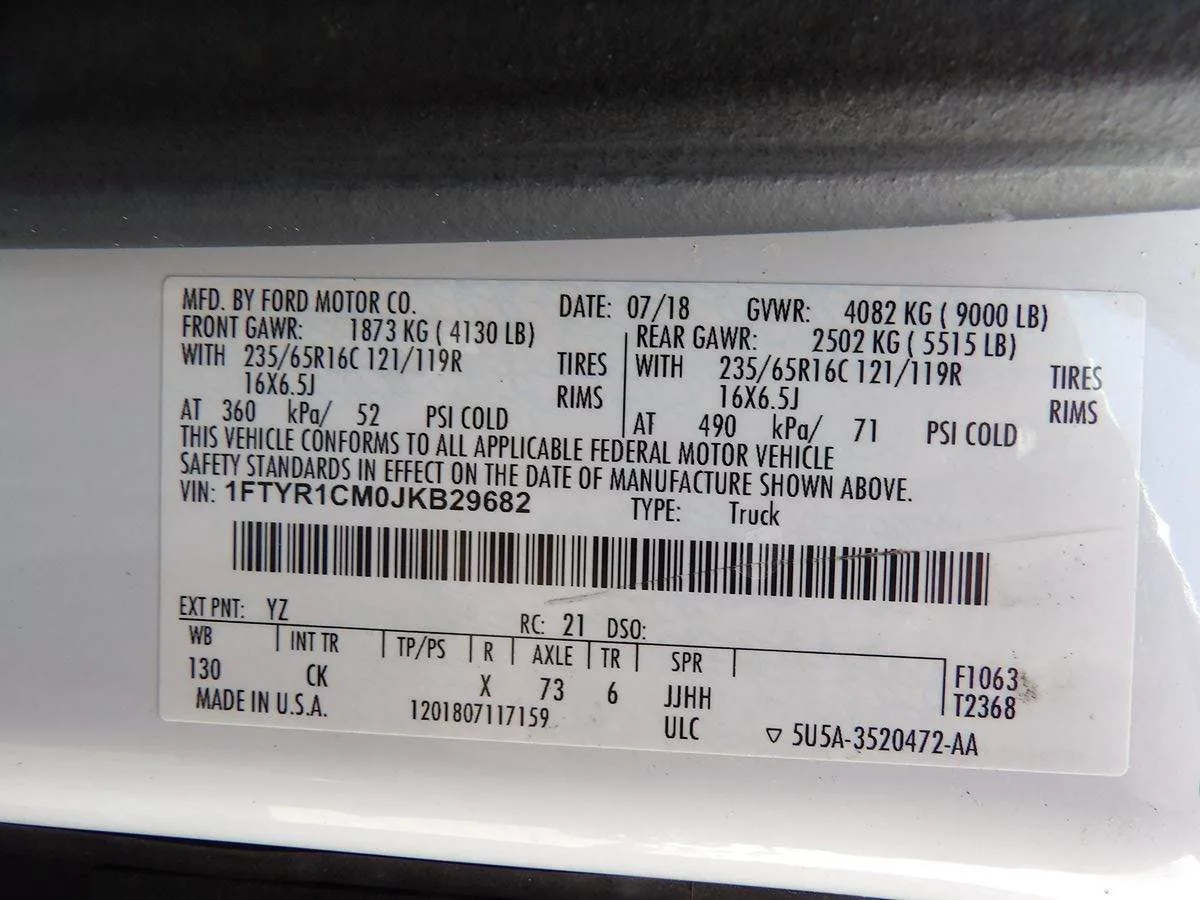 MFD. BY FORD MOTOR CO. DATE: 07/18 GVWR: 4082 KG ( 9000 LB)
FRONT GAWR: 1873 KG ( 4130 LB) REAR GAWR: 2502 KG ( 5515 LB)
WITH 235/65R16C 121/119R TIRES WITH 235/65R16C 121/119R TIRES
16X6.5J RIMS 16X6.5J RIMS
AT 360 kPa/ 52 PSI COLD AT 490 kPa/ 71 PSI COLD
THIS VEHICLE CONFORMS TO ALL APPLICABLE FEDERAL MOTOR VEHICLE
SAFETY STANDARDS IN EFFECT ON THE DATE OF MANUFACTURE SHOWN ABOVE.
VIN: 1FTYR1CM0JKB29682 TYPE: Truck
EXT PNT: YZ RC: 21 DSO:
WB INT TR TP/PS R AXLE TR SPR
130 CK X 73 6 JJHH F1063
T2368
MADE IN U.S.A. 1201807117159 ULC ▽ 5U5A-3520472-AA